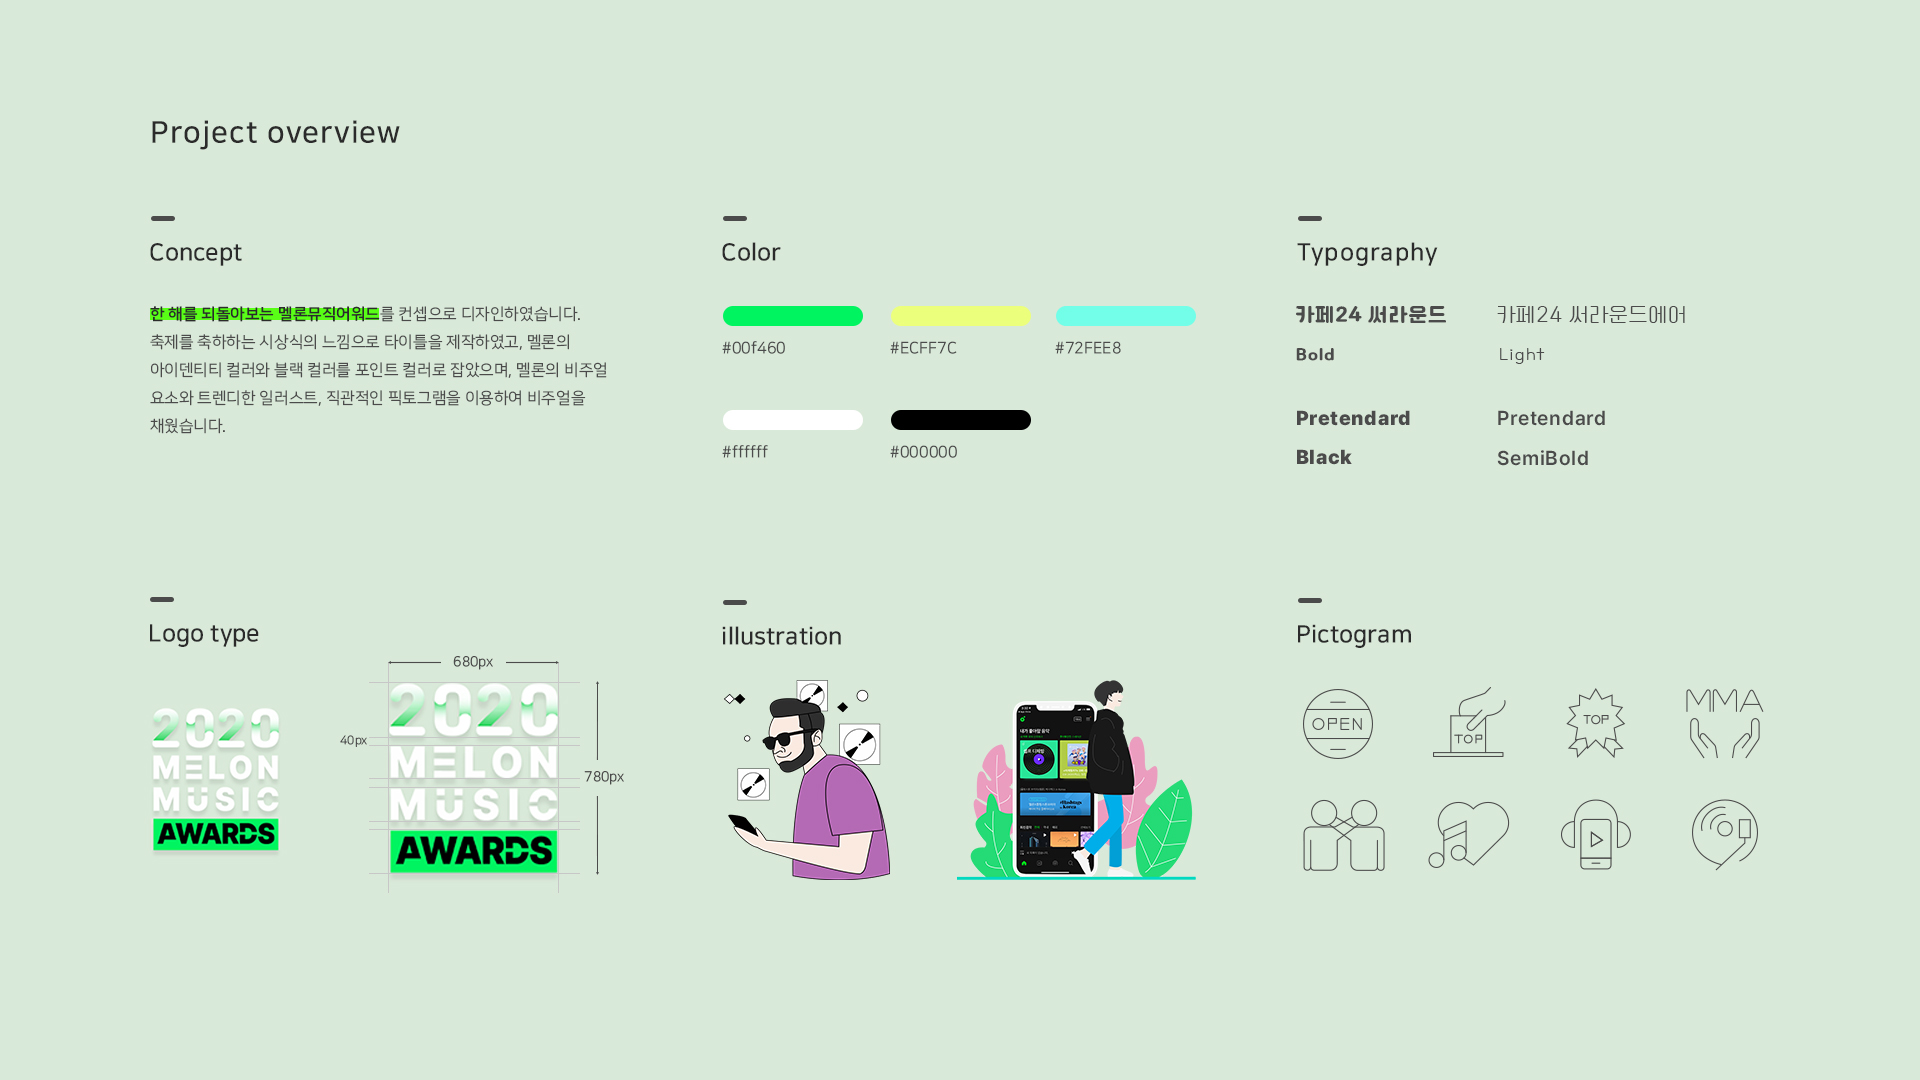 Project overview
Concept
한 해를 되돌아보는 멜론뮤직어워드를 컨셉으로 디자인하였습니다.
축제를 축하하는 시상식의 느낌으로 타이틀을 제작하였고, 멜론의
아이덴티티 컬러와 블랙 컬러를 포인트 컬러로 잡았으며, 멜론의 비주얼
요소와 트렌디한 일러스트, 직관적인 픽토그램을 이용하여 비주얼을
채웠습니다.
Color
#00f460
#ECFF7C
#72FEE8
#ffffff
#000000
Typography
카페24 써라운드
카페24 써라운드에어
Bold
Light
Pretendard
Pretendard
Black
SemiBold
Logo type
2020
MELON
MUSIC
AWARDS
680px
40px
780px
2020
MELON
MUSIC
AWARDS
illustration
내가 좋아할 음악
Pictogram
OPEN
TOP
TOP
MMA